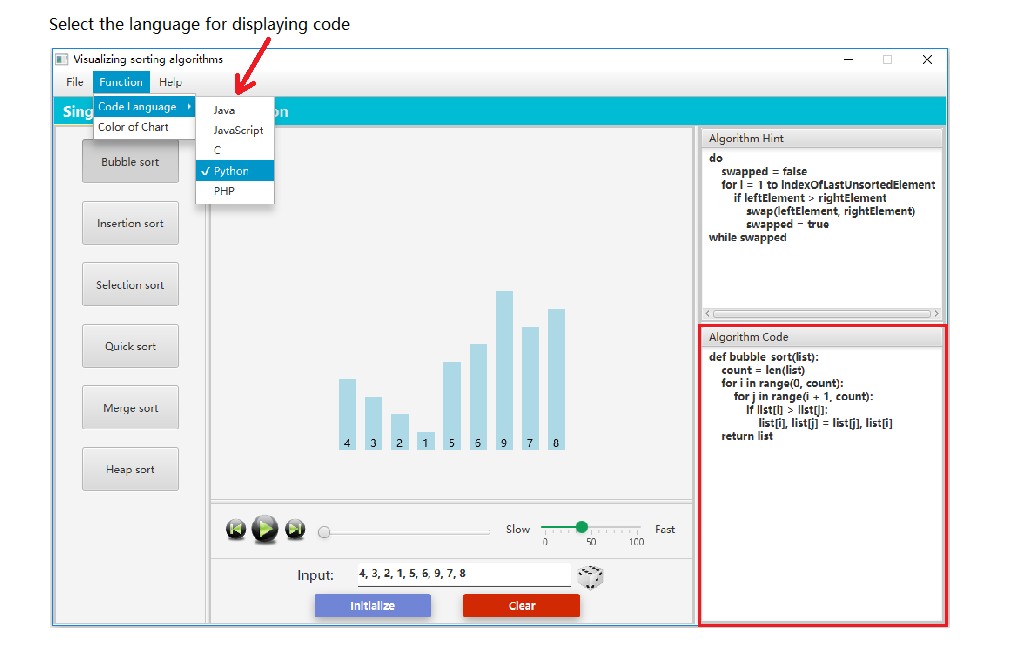 Select the language for displaying code
Visualizing sorting algorithms
File Function Help
Sing on
Code Language
Color of Chart
Java
JavaScript
C
Python
PHP
Bubble sort
Insertion sort
Selection sort
Quick sort
Merge sort
Heap sort
4 3 2 1 5 6 9 7 8
Slow Fast
0 50 100
Input: 4, 3, 2, 1, 5, 6, 9, 7, 8
Initialize Clear
Algorithm Hint
do
swapped = false
for i = 1 to indexOfLastUnsortedElement
if leftElement > rightElement
swap(leftElement, rightElement)
swapped = true
while swapped
Algorithm Code
def bubble_sort(list):
count = len(list)
for i in range(0, count):
for j in range(i + 1, count):
if list[i] > list[j]:
list[i], list[j] = list[j], list[i]
return list